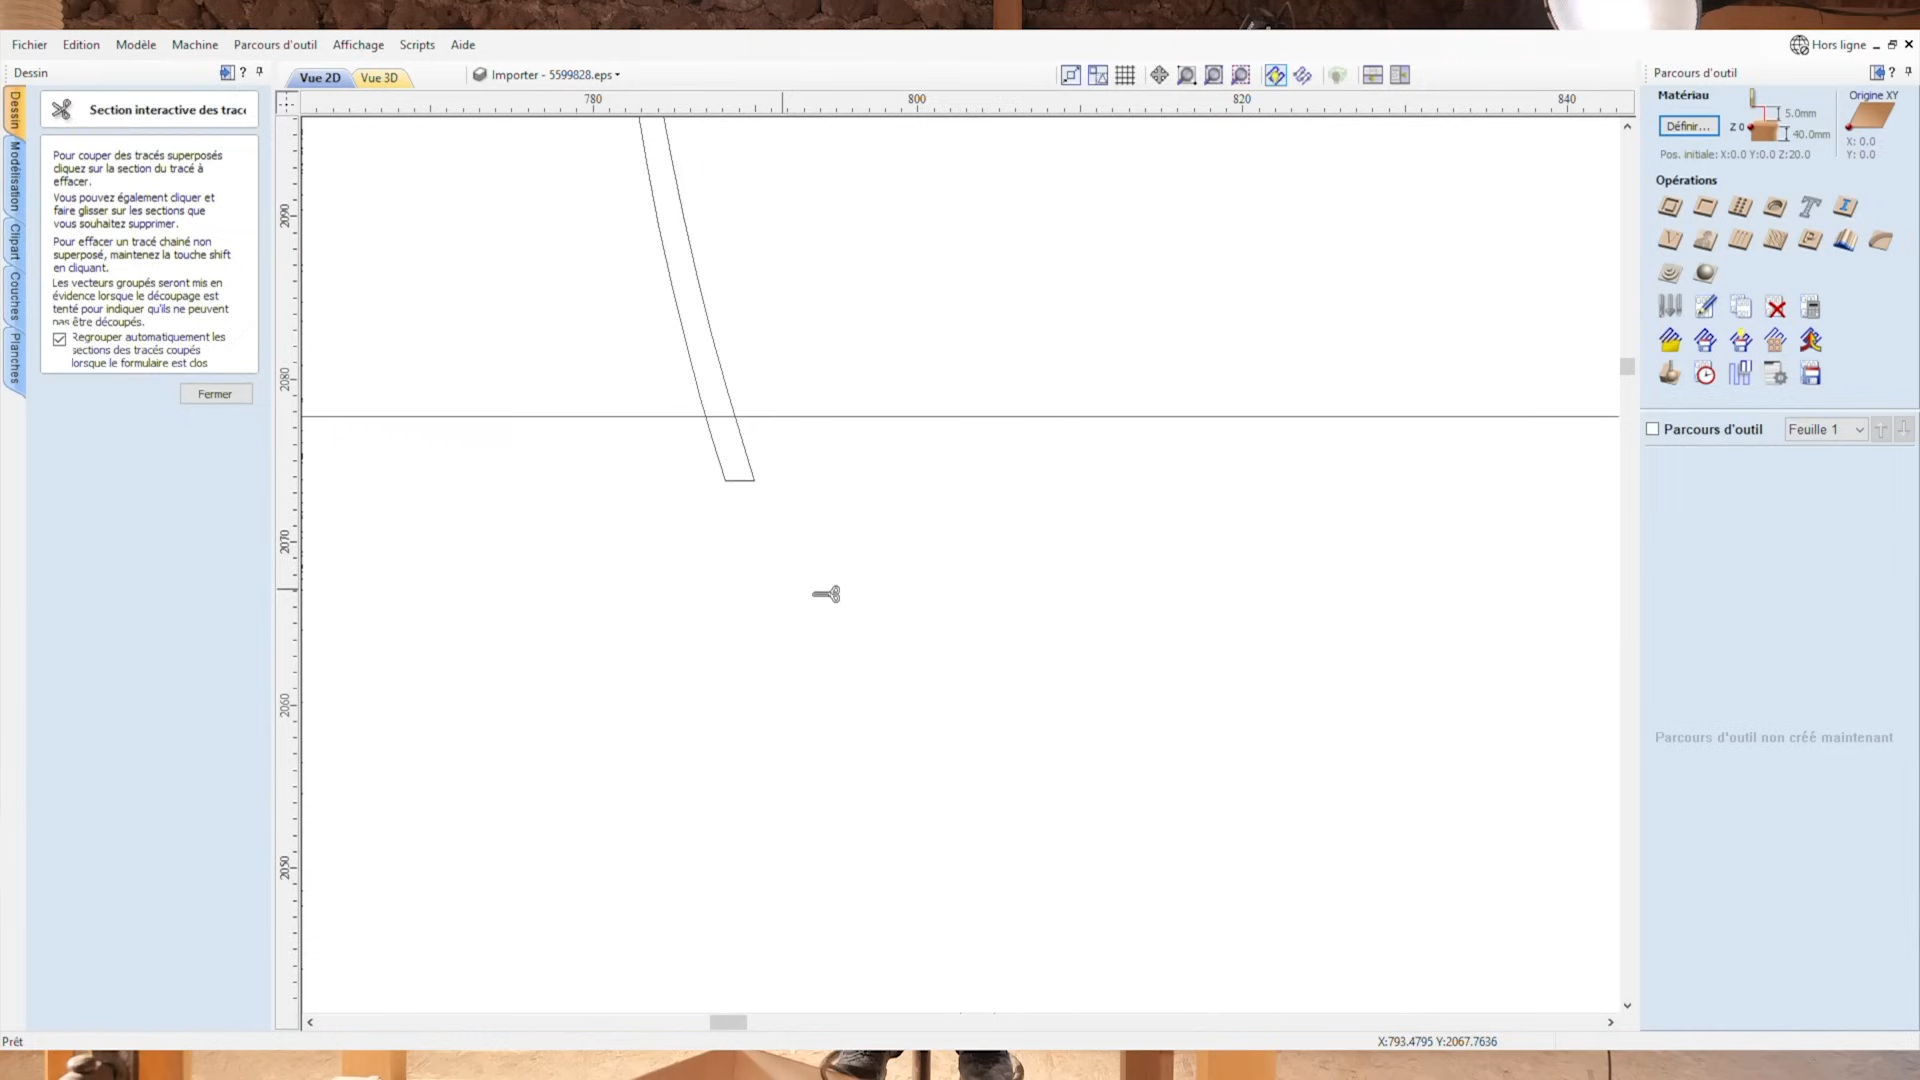 Fichier Edition Modèle Machine Parcours d'outil Affichage Scripts Aide
Hors ligne
Dessin
Vue 2D Vue 3D
Importer - 5599828.eps
Parcours d'outil
Section interactive des trace
Pour couper des tracés superposés
cliquez sur la section du tracé à
effacer.
Vous pouvez également cliquer et
faire glisser sur les sections que
vous souhaitez supprimer.
Pour effacer un tracé chainé non
superposé, maintenez la touche shift
en cliquant.
Les vecteurs groupés seront mis en
évidence lorsque le découpage est
tenté pour indiquer qu'ils ne peuvent
pas être découpés.
Regrouper automatiquement les
sections des tracés coupés
lorsque le formulaire est clos
Fermer
Dessin
Modélisation
Clipart
Couches
Planches
780 800 820 840
2090
2080
2070
2060
2050
Matériau
Origine XY
Définir...
Z 0
5.0mm
40.0mm
X: 0.0
Y: 0.0
Pos. initiale: X:0.0 Y:0.0 Z:20.0
Opérations
Parcours d'outil Feuille 1
Parcours d'outil non créé maintenant
Prêt
X:793.4795 Y:2067.7636